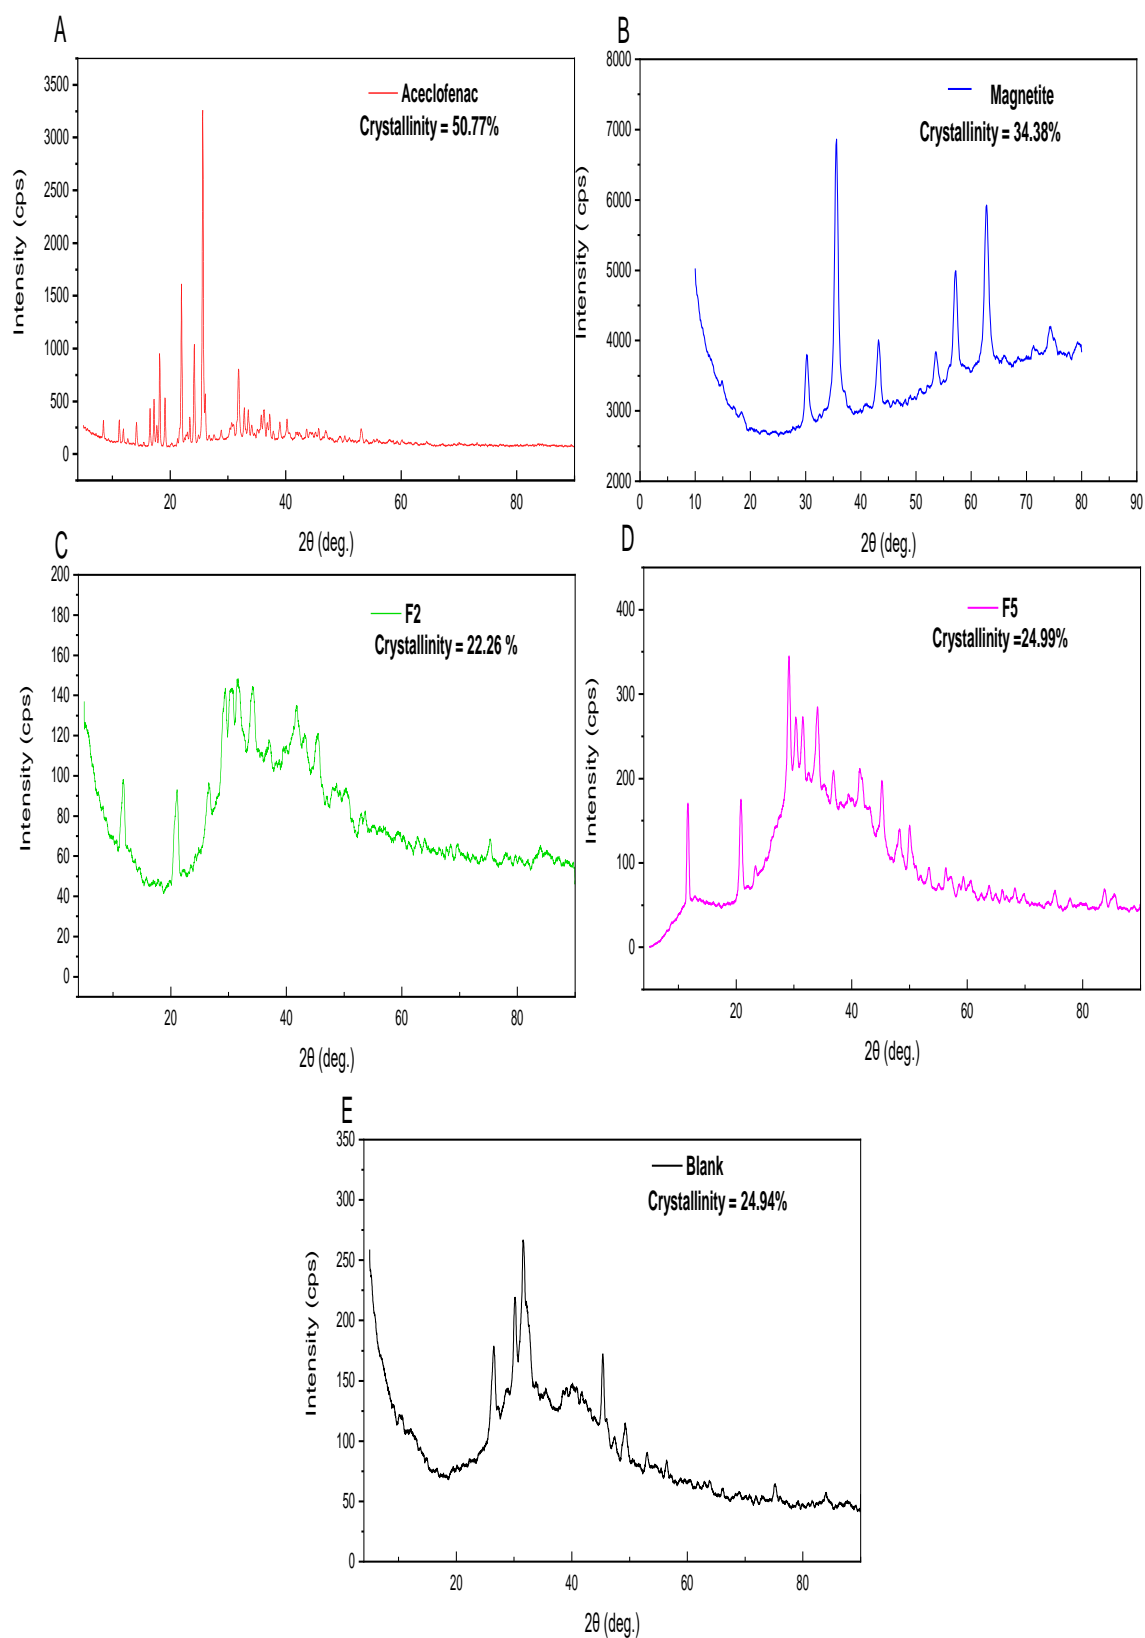 A
Aceclofenac
Crystallinity = 50.77%
3500
3000
2500
2000
1500
1000
500
0
20
40
60
80
Intensity (cps)
2θ (deg.)
B
Magnetite
Crystallinity = 34.38%
8000
7000
6000
5000
4000
3000
2000
0
10
20
30
40
50
60
70
80
90
Intensity ( cps)
2θ (deg.)
C
F2
Crystallinity = 22.26 %
200
180
160
140
120
100
80
60
40
20
0
20
40
60
80
Intensity (cps)
2θ (deg.)
D
F5
Crystallinity =24.99%
400
300
200
100
0
20
40
60
80
Intensity (cps)
2θ (deg.)
E
Blank
Crystallinity = 24.94%
350
300
250
200
150
100
50
0
20
40
60
80
Intensity (cps)
2θ (deg.)